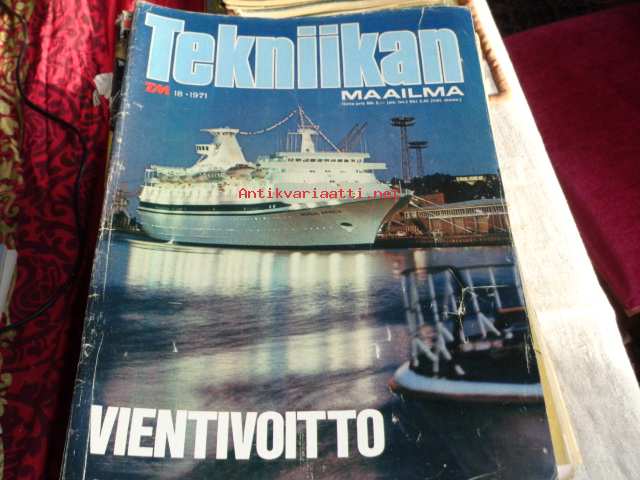 Tekniikan
MAAILMA
TM 18 • 1971
Antikvariaatti.net
VIENTIVOITTO